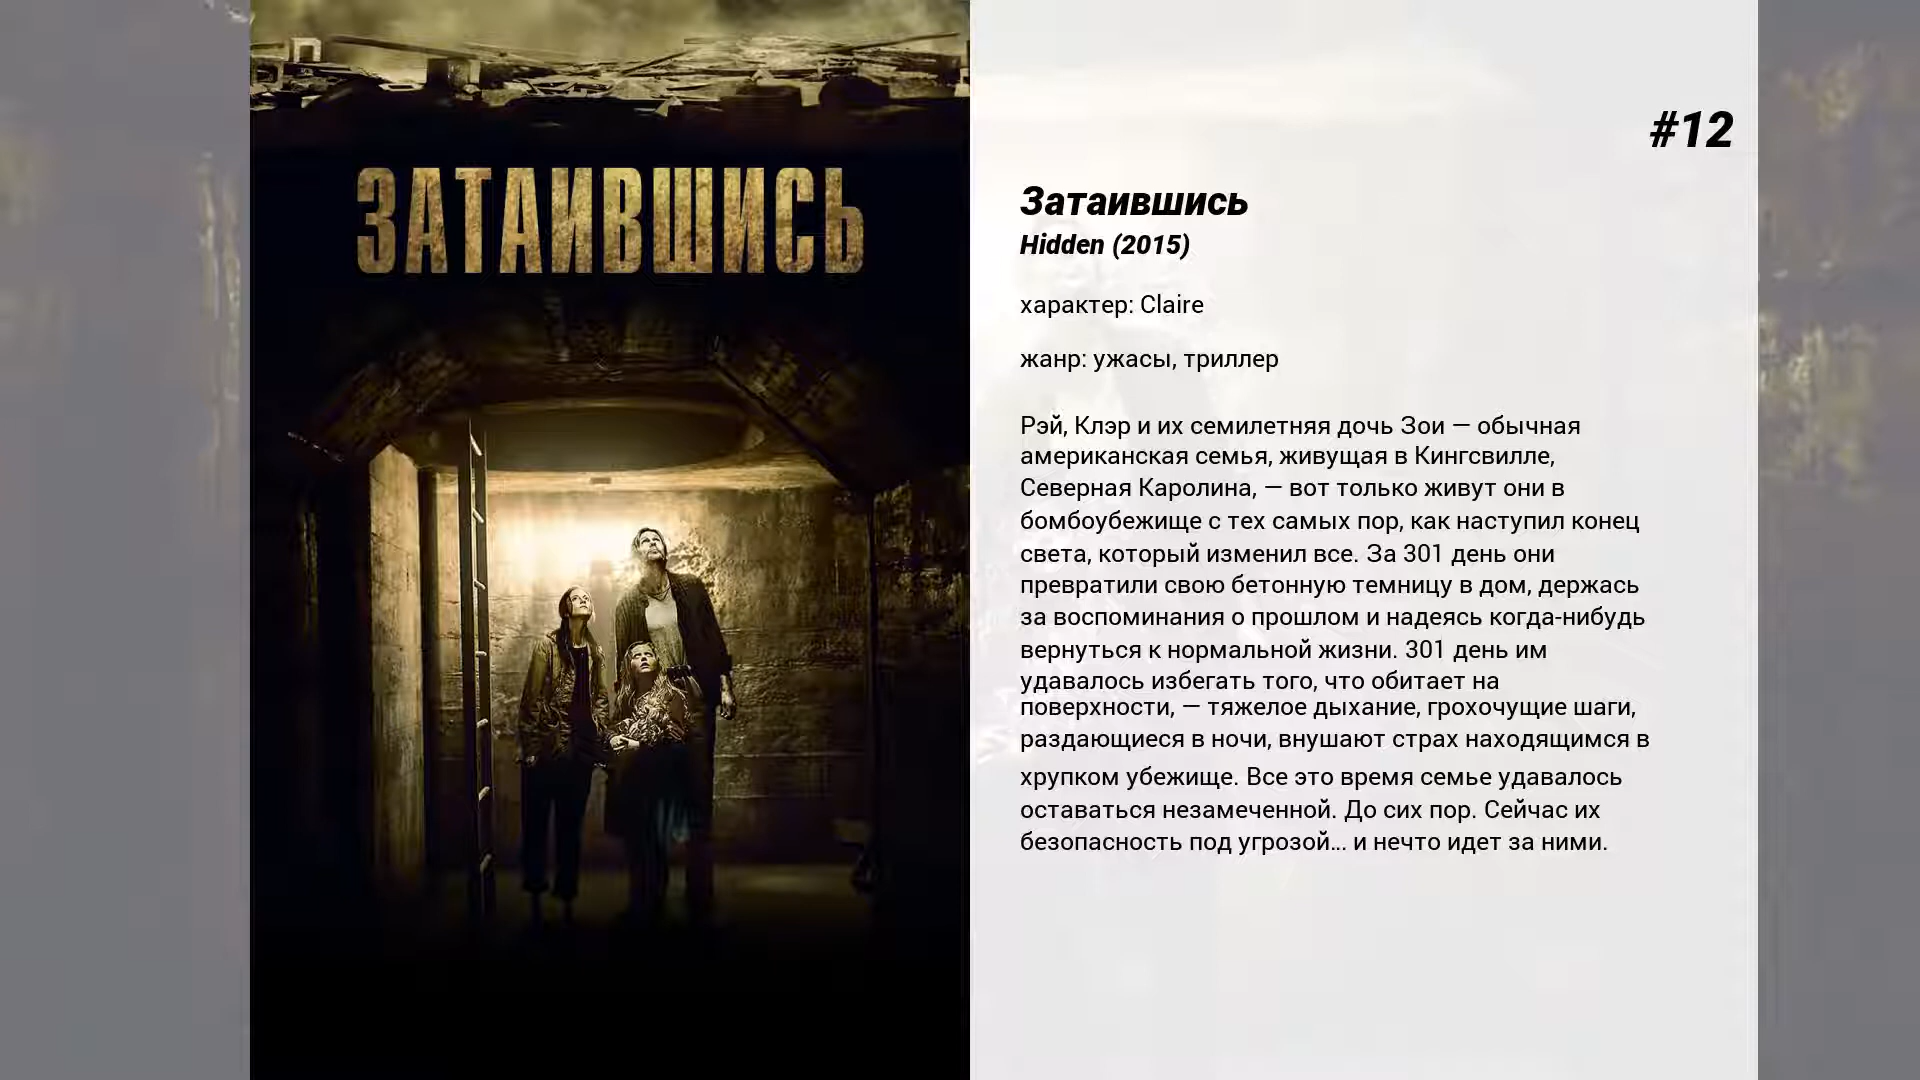 ЗАТАИВШИСЬ
#12
Затаившись
Hidden (2015)
характер: Claire
жанр: ужасы, триллер
Рэй, Клэр и их семилетняя дочь Зои — обычная
американская семья, живущая в Кингсвилле,
Северная Каролина, — вот только живут они в
бомбоубежище с тех самых пор, как наступил конец
света, который изменил все. За 301 день они
превратили свою бетонную темницу в дом, держась
за воспоминания о прошлом и надеясь когда-нибудь
вернуться к нормальной жизни. 301 день им
удавалось избегать того, что обитает на
поверхности, — тяжелое дыхание, грохочущие шаги,
раздающиеся в ночи, внушают страх находящимся в
хрупком убежище. Все это время семье удавалось
оставаться незамеченной. До сих пор. Сейчас их
безопасность под угрозой… и нечто идет за ними.